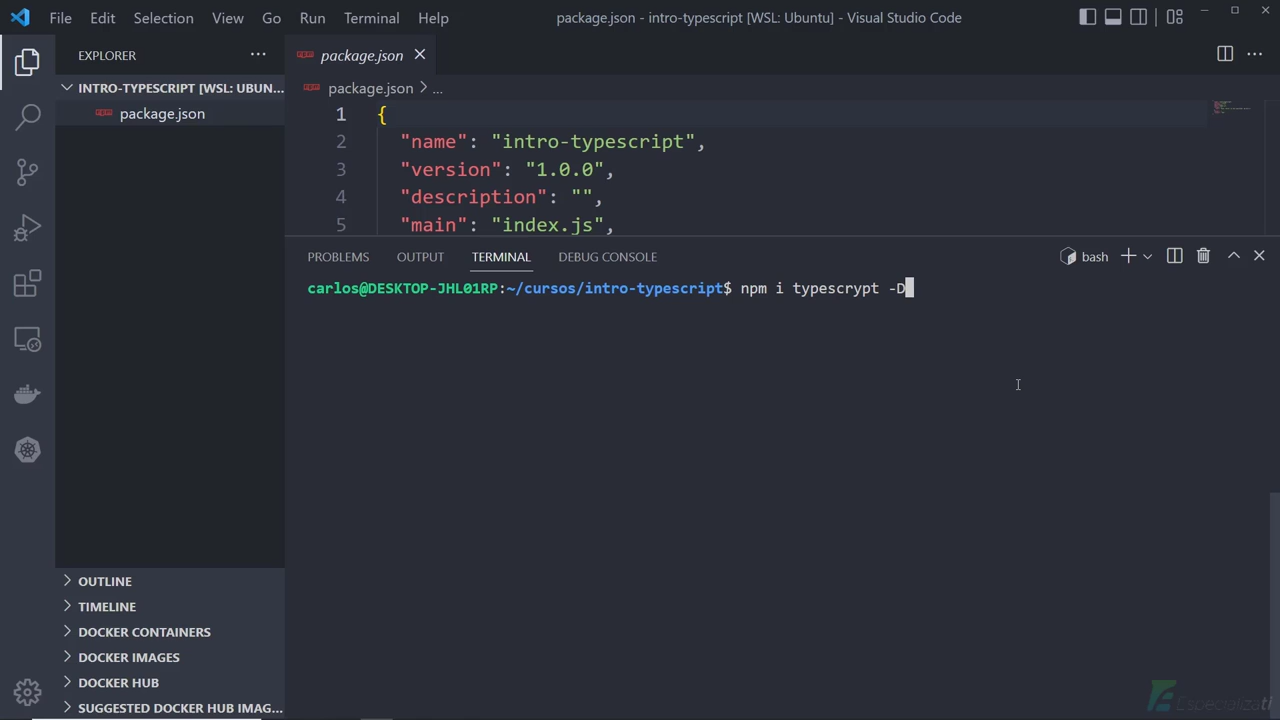 File Edit Selection View Go Run Terminal Help package.json - intro-typescript [WSL: Ubuntu] - Visual Studio Code
EXPLORER ...
INTRO-TYPESCRIPT [WSL: UBUN...
package.json
package.json
package.json > ...
1 {
2 "name": "intro-typescript",
3 "version": "1.0.0",
4 "description": "",
5 "main": "index.js",
PROBLEMS OUTPUT TERMINAL DEBUG CONSOLE bash
carlos@DESKTOP-JHL01RP:~/cursos/intro-typescript$ npm i typescrypt -D
OUTLINE
TIMELINE
DOCKER CONTAINERS
DOCKER IMAGES
DOCKER HUB
SUGGESTED DOCKER HUB IMAG...
EspecializaTi